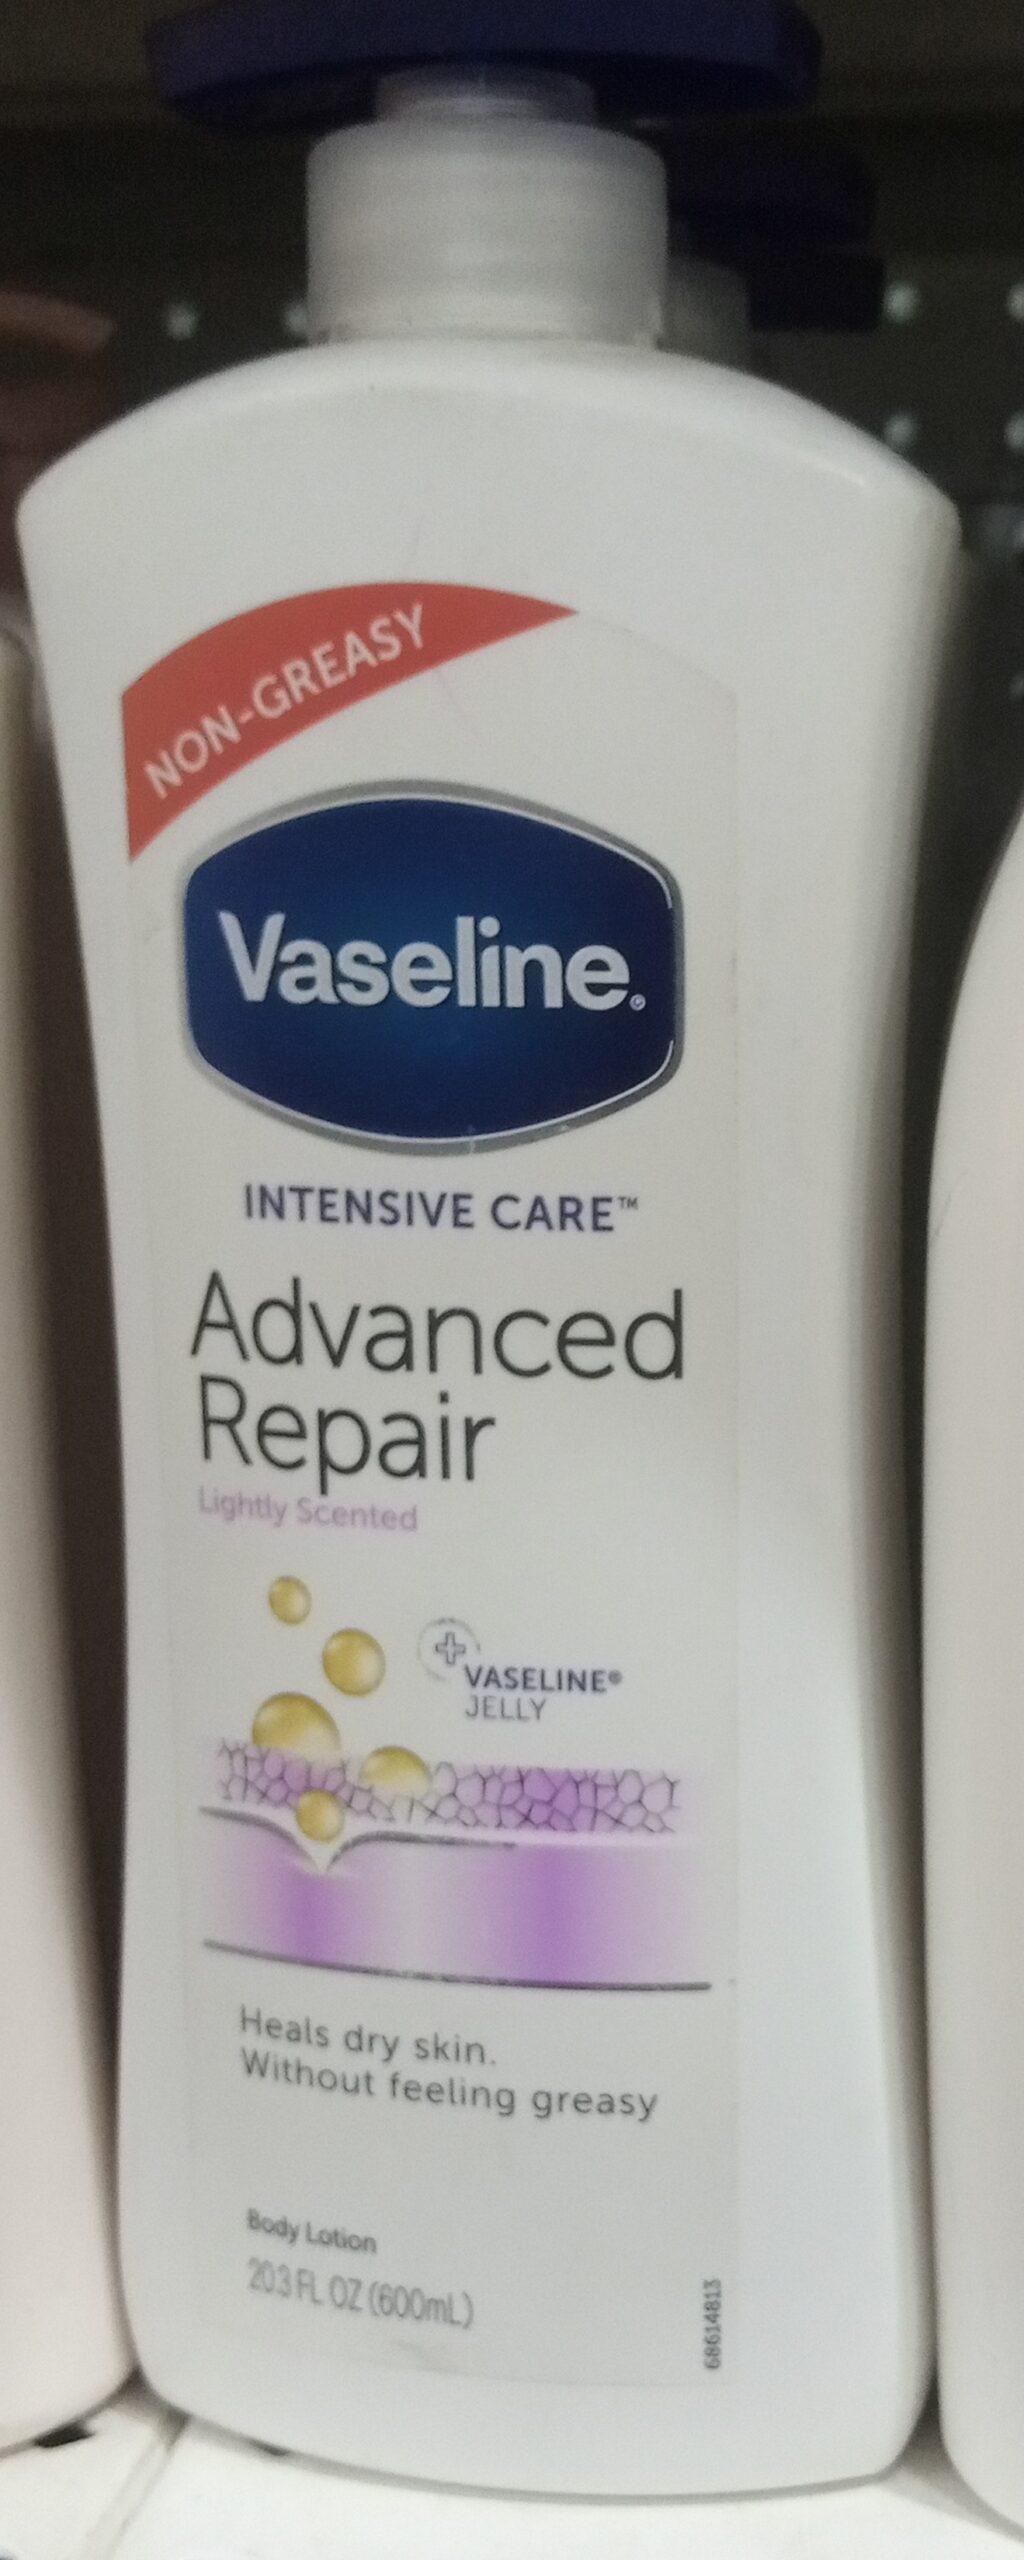 NON-GREASY
Vaseline.
INTENSIVE CARE™
Advanced
Repair
Lightly Scented
VASELINE®
JELLY
Heals dry skin.
Without feeling greasy
Body Lotion
20.3 FL OZ (600mL)
68614813